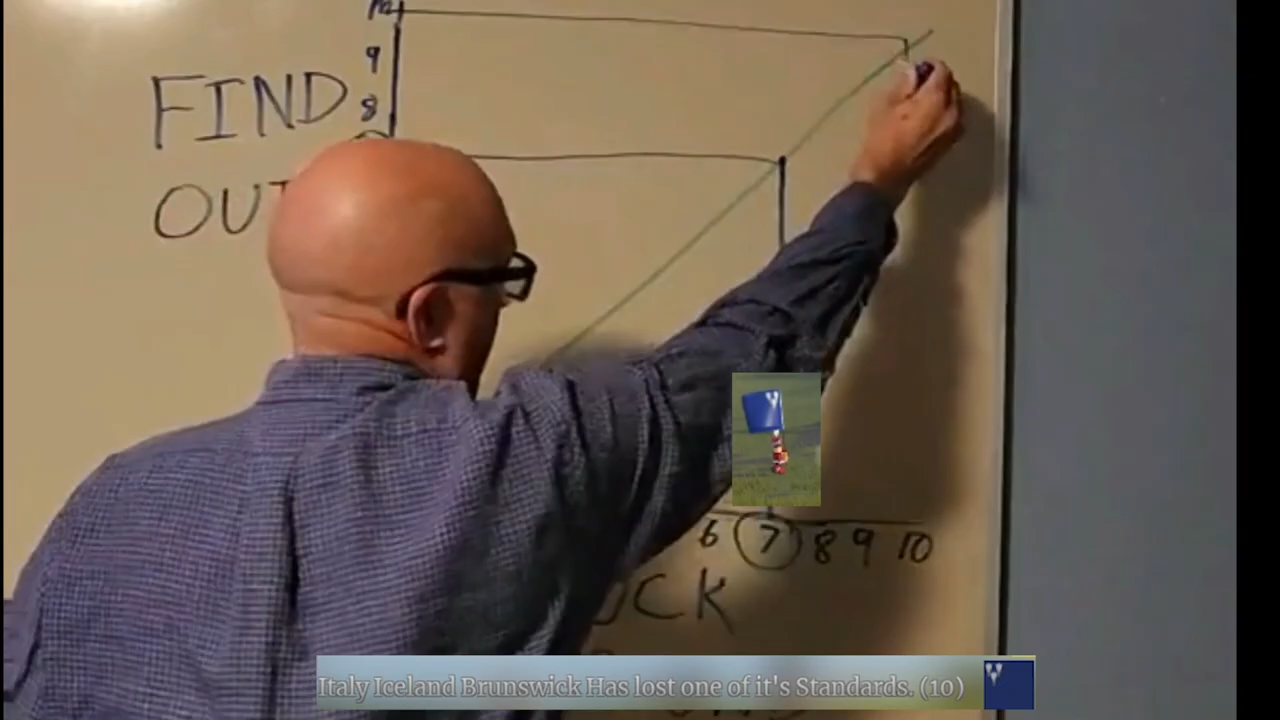 10
9
FIND 8
OUT
6 7 8 9 10
OCK
Italy Iceland Brunswick Has lost one of it's Standards. (10)